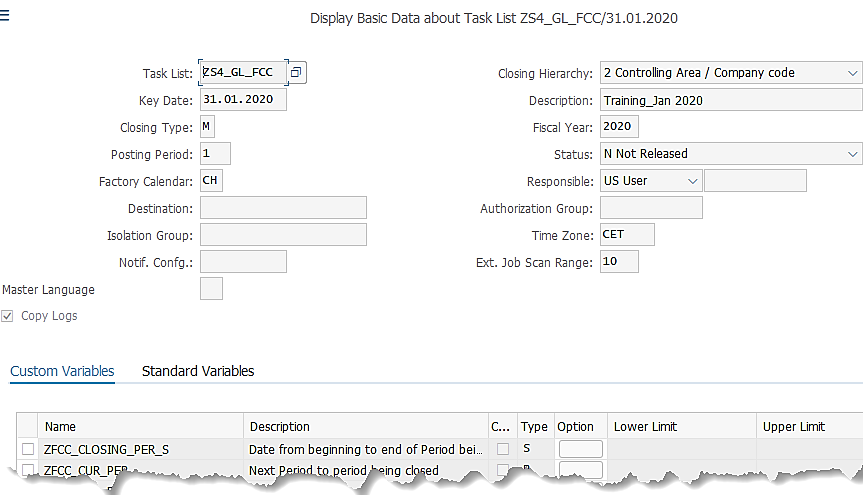 Display Basic Data about Task List ZS4_GL_FCC/31.01.2020
Task List: ZS4_GL_FCC Closing Hierarchy: 2 Controlling Area / Company code
Key Date: 31.01.2020 Description: Training_Jan 2020
Closing Type: M Fiscal Year: 2020
Posting Period: 1 Status: N Not Released
Factory Calendar: CH Responsible: US User
Destination: Authorization Group:
Isolation Group: Time Zone: CET
Notif. Confg.: Ext. Job Scan Range: 10
Master Language
Copy Logs
Custom Variables Standard Variables
Name Description C... Type Option Lower Limit Upper Limit
ZFCC_CLOSING_PER_S Date from beginning to end of Period bei... S
ZFCC_CUR_PER Next Period to period being closed